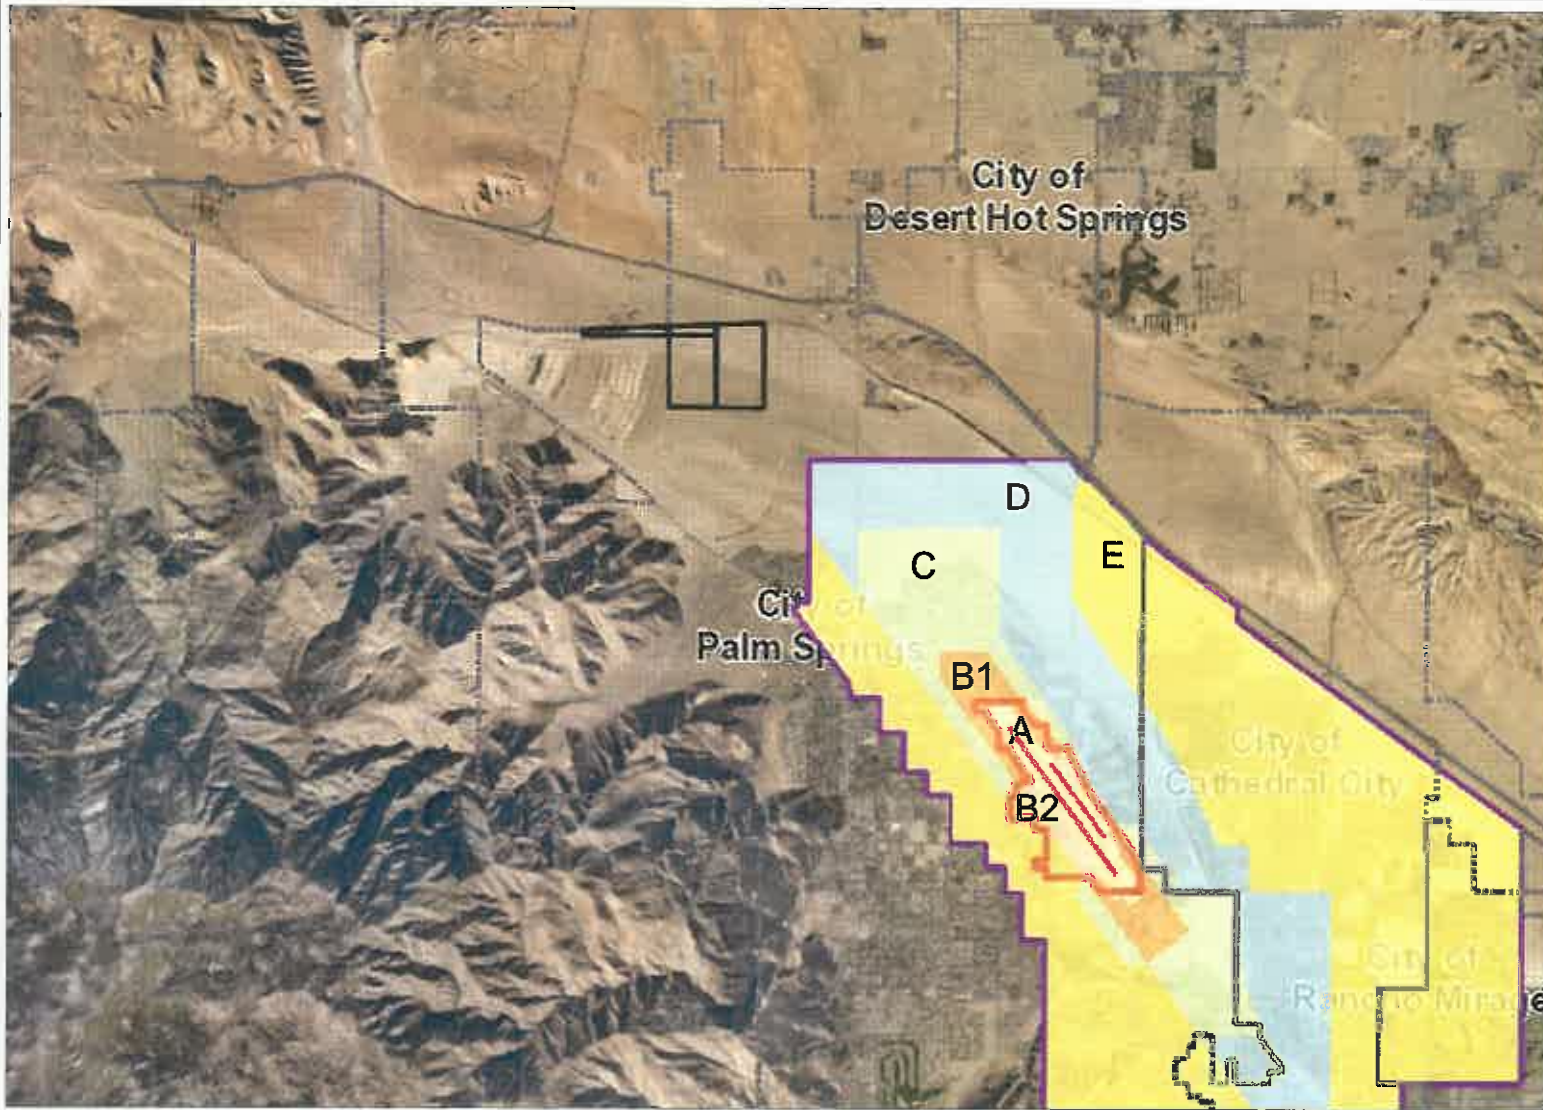 City of
Desert Hot Springs
D
C
E
City of
Palm Springs
B1
A
City of
Cathedral City
B2
City of
Rancho Mirage